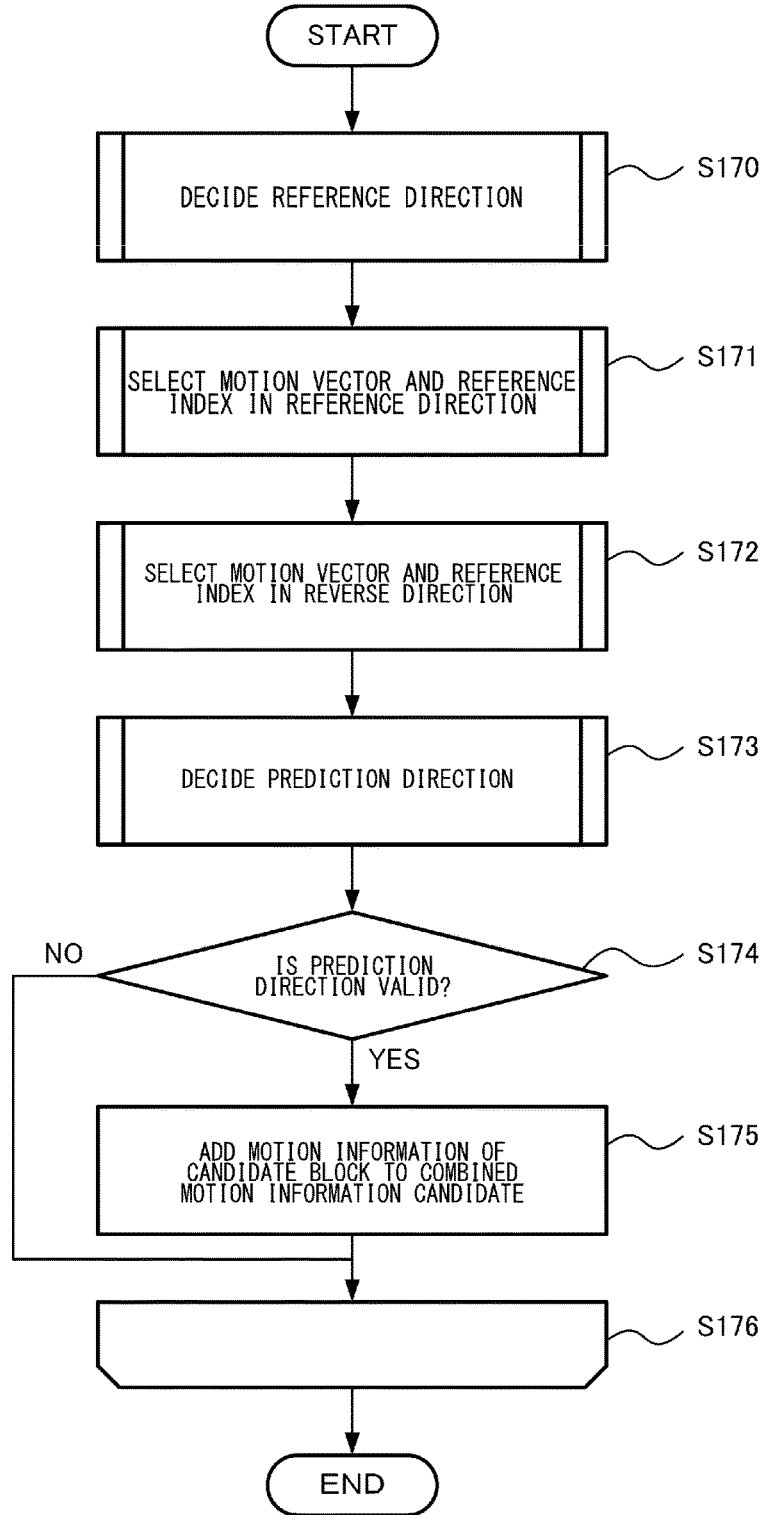 START
DECIDE REFERENCE DIRECTION
S170
SELECT MOTION VECTOR AND REFERENCE
INDEX IN REFERENCE DIRECTION
S171
SELECT MOTION VECTOR AND REFERENCE
INDEX IN REVERSE DIRECTION
S172
DECIDE PREDICTION DIRECTION
S173
NO
IS PREDICTION
DIRECTION VALID?
S174
YES
ADD MOTION INFORMATION OF
CANDIDATE BLOCK TO COMBINED
MOTION INFORMATION CANDIDATE
S175
S176
END